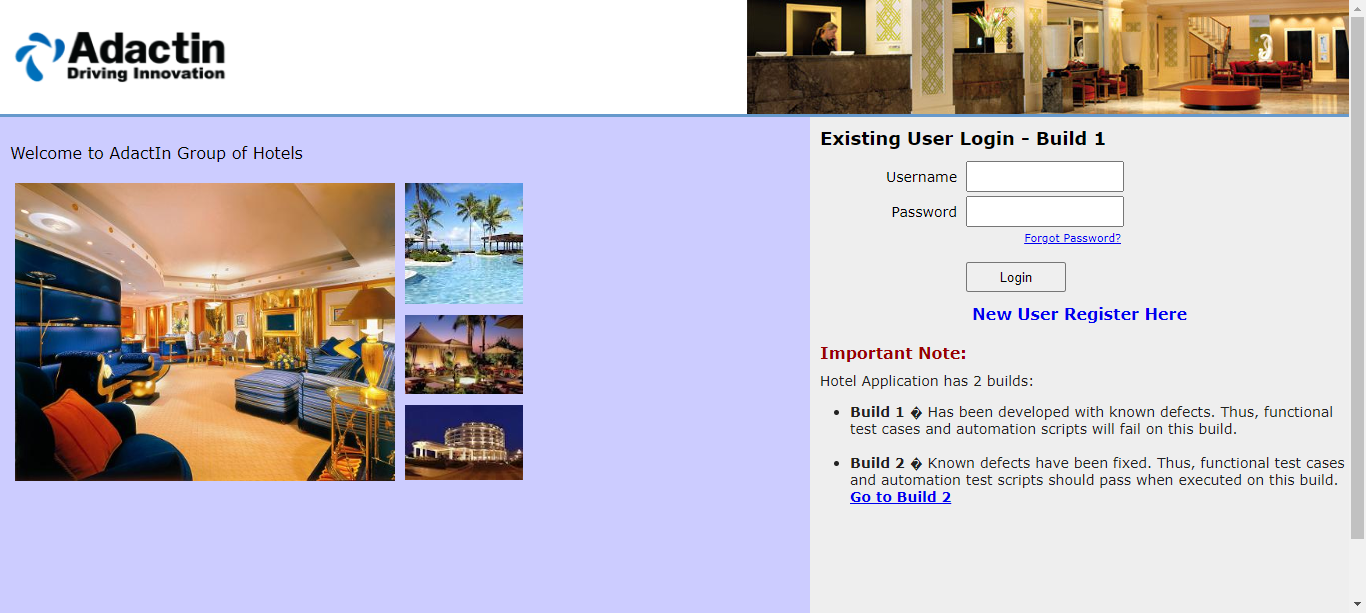 Adactin
Driving Innovation
Welcome to AdactIn Group of Hotels
Existing User Login - Build 1
Username
Password
Forgot Password?
Login
New User Register Here
Important Note:
Hotel Application has 2 builds:
• Build 1 � Has been developed with known defects. Thus, functional
test cases and automation scripts will fail on this build.
• Build 2 � Known defects have been fixed. Thus, functional test cases
and automation test scripts should pass when executed on this build.
Go to Build 2